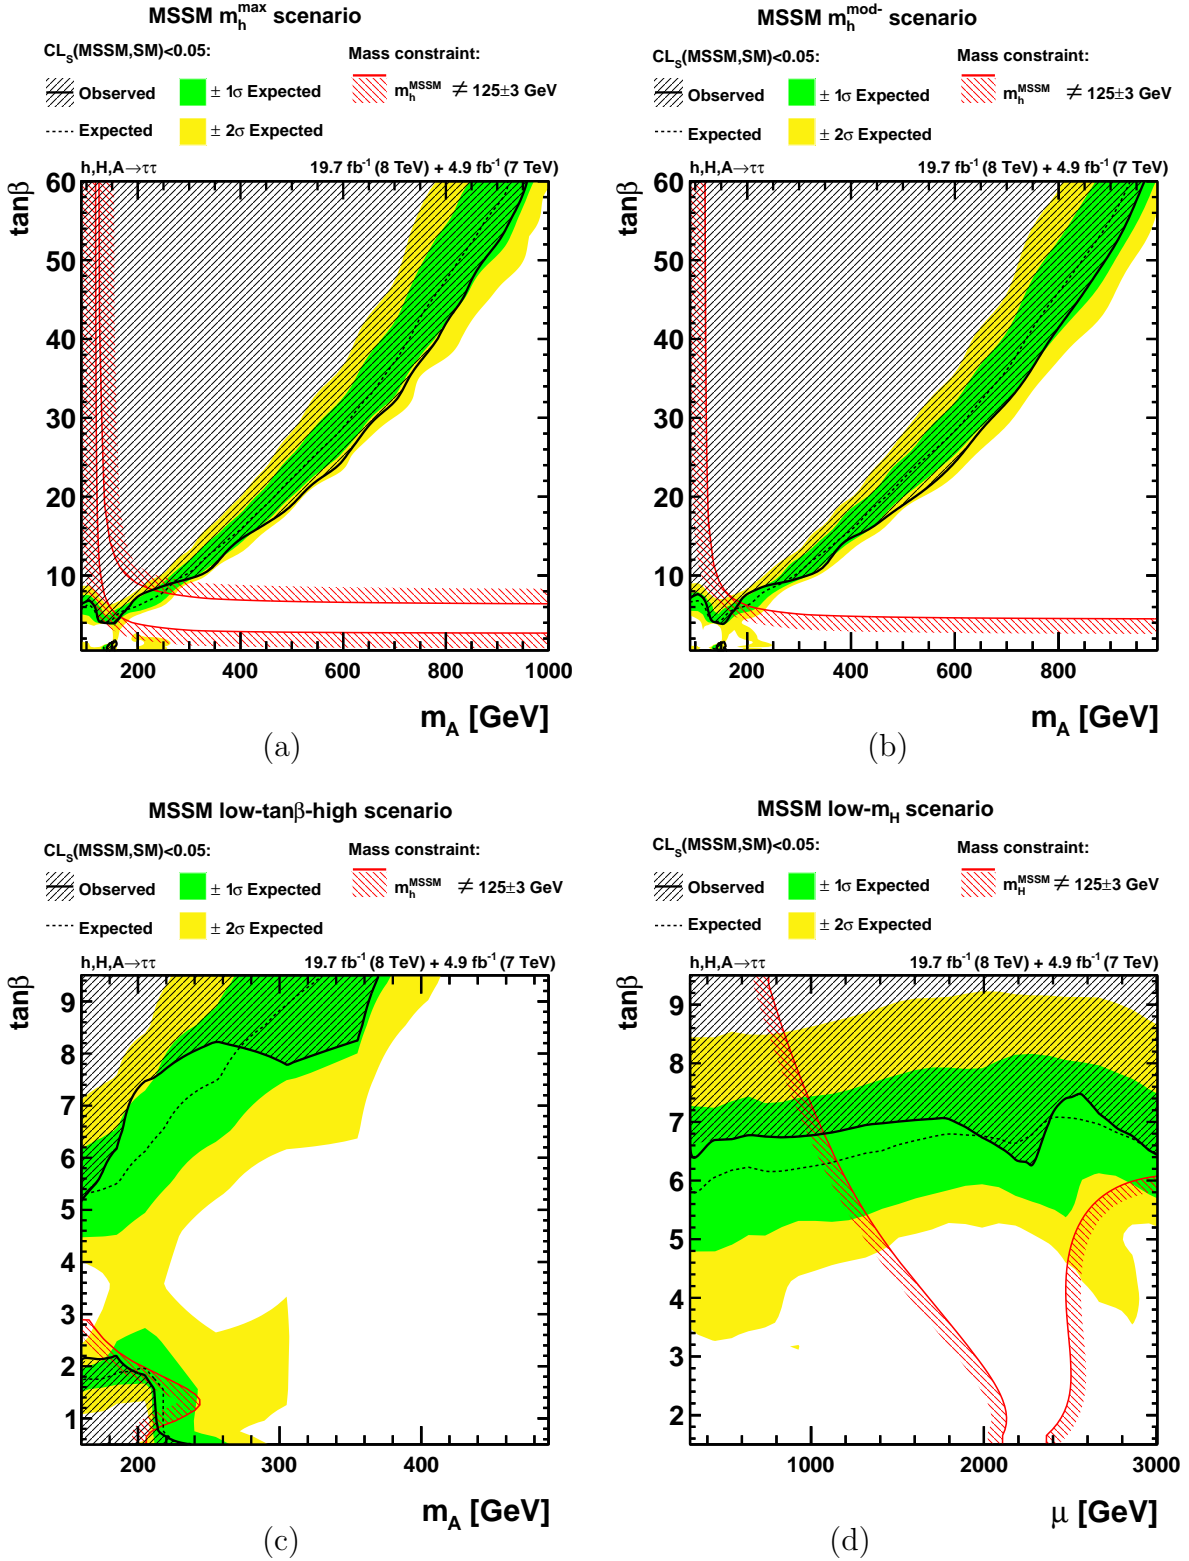 MSSM m_h^max scenario
CL_S(MSSM,SM)<0.05:
Mass constraint:
Observed
± 1σ Expected
m_h^MSSM ≠ 125±3 GeV
Expected
± 2σ Expected
h,H,A→ττ
19.7 fb⁻¹ (8 TeV) + 4.9 fb⁻¹ (7 TeV)
tanβ
60
50
40
30
20
10
200 400 600 800 1000
m_A [GeV]
(a)
MSSM m_h^mod- scenario
CL_S(MSSM,SM)<0.05:
Mass constraint:
Observed
± 1σ Expected
m_h^MSSM ≠ 125±3 GeV
Expected
± 2σ Expected
h,H,A→ττ
19.7 fb⁻¹ (8 TeV) + 4.9 fb⁻¹ (7 TeV)
tanβ
60
50
40
30
20
10
200 400 600 800
m_A [GeV]
(b)
MSSM low-tanβ-high scenario
CL_S(MSSM,SM)<0.05:
Mass constraint:
Observed
± 1σ Expected
m_h^MSSM ≠ 125±3 GeV
Expected
± 2σ Expected
h,H,A→ττ
19.7 fb⁻¹ (8 TeV) + 4.9 fb⁻¹ (7 TeV)
tanβ
9
8
7
6
5
4
3
2
1
200 300 400
m_A [GeV]
(c)
MSSM low-m_H scenario
CL_S(MSSM,SM)<0.05:
Mass constraint:
Observed
± 1σ Expected
m_H^MSSM ≠ 125±3 GeV
Expected
± 2σ Expected
h,H,A→ττ
19.7 fb⁻¹ (8 TeV) + 4.9 fb⁻¹ (7 TeV)
tanβ
9
8
7
6
5
4
3
2
1000 2000 3000
μ [GeV]
(d)